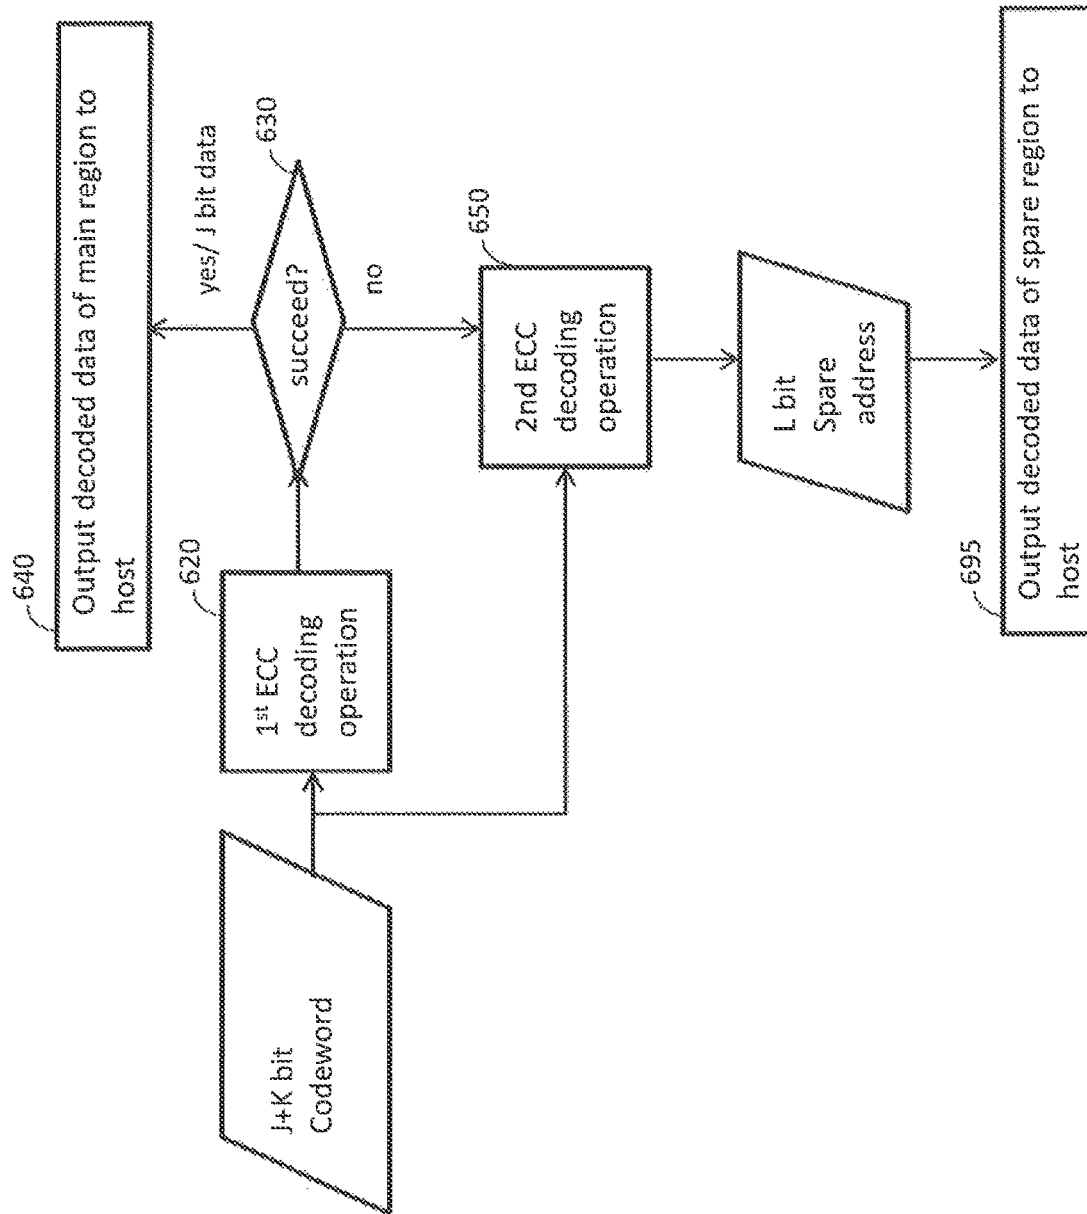 J+K bit
Codeword
620
1st ECC
decoding
operation
630
succeed?
yes/ J bit data
no
640
Output decoded data of main region to
host
650
2nd ECC
decoding
operation
L bit
Spare
address
695
Output decoded data of spare region to
host